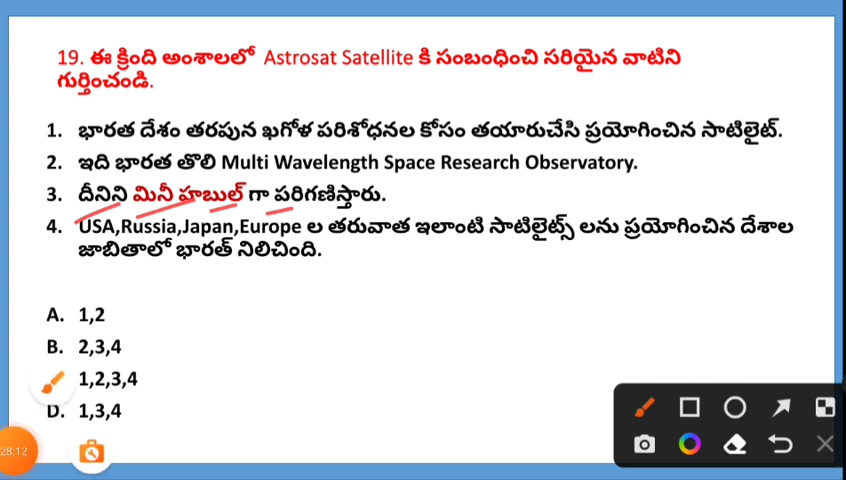 19. ఈ క్రింది అంశాలలో Astrosat Satellite కి సంబంధించి సరియైన వాటిని
గుర్తించండి.
1. భారత దేశం తరపున ఖగోళ పరిశోధనల కోసం తయారుచేసి ప్రయోగించిన సాటిలైట్.
2. ఇది భారత తొలి Multi Wavelength Space Research Observatory.
3. దీనిని మినీ హబుల్ గా పరిగణిస్తారు.
4. USA,Russia,Japan,Europe ల తరువాత ఇలాంటి సాటిలైట్స్ లను ప్రయోగించిన దేశాల
జాబితాలో భారత్ నిలిచింది.
A. 1,2
B. 2,3,4
1,2,3,4
D. 1,3,4
28:12